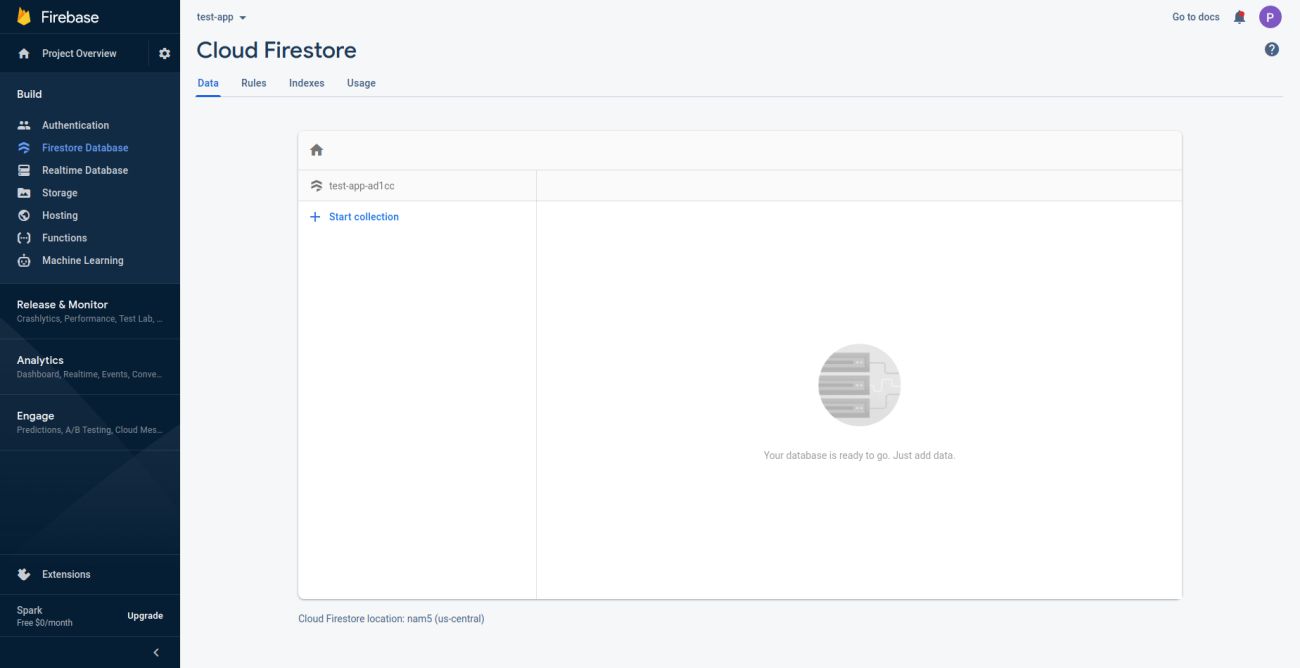 Firebase
Project Overview
Build
Authentication
Firestore Database
Realtime Database
Storage
Hosting
Functions
Machine Learning
Release & Monitor
Crashlytics, Performance, Test Lab, ...
Analytics
Dashboard, Realtime, Events, Conve...
Engage
Predictions, A/B Testing, Cloud Mes...
Extensions
Spark
Free $0/month
Upgrade
test-app
Go to docs
P
Cloud Firestore
?
Data Rules Indexes Usage
test-app-ad1cc
Start collection
Your database is ready to go. Just add data.
Cloud Firestore location: nam5 (us-central)